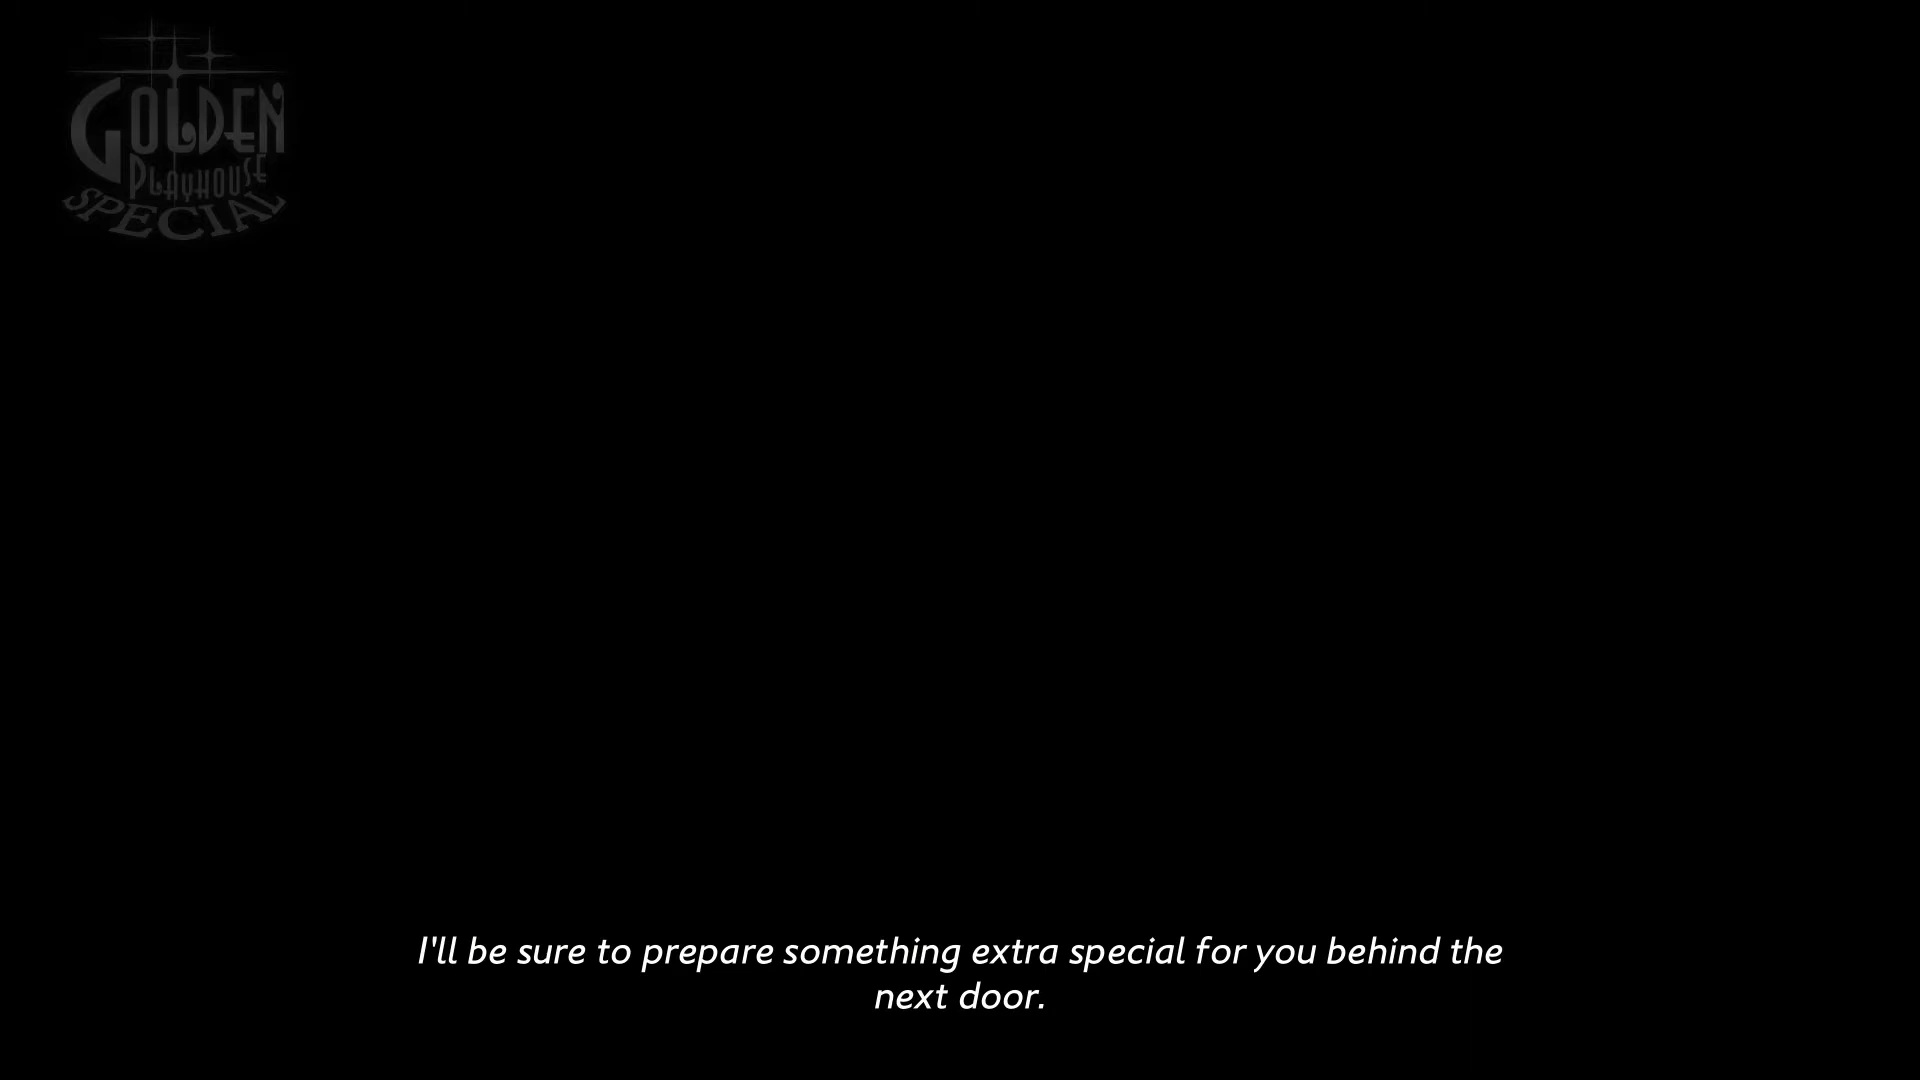 GOLDEN
PLAYHOUSE
SPECIAL
I'll be sure to prepare something extra special for you behind the
next door.